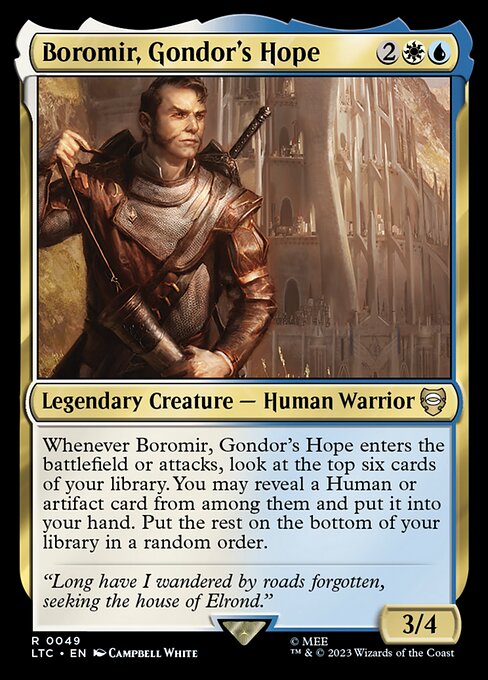 Boromir, Gondor's Hope 2
Legendary Creature — Human Warrior
Whenever Boromir, Gondor's Hope enters the
battlefield or attacks, look at the top six cards
of your library. You may reveal a Human or
artifact card from among them and put it into
your hand. Put the rest on the bottom of your
library in a random order.
“Long have I wandered by roads forgotten,
seeking the house of Elrond.”
3/4
R 0049
LTC • EN CAMPBELL WHITE
© MEE
™ & © 2023 Wizards of the Coast